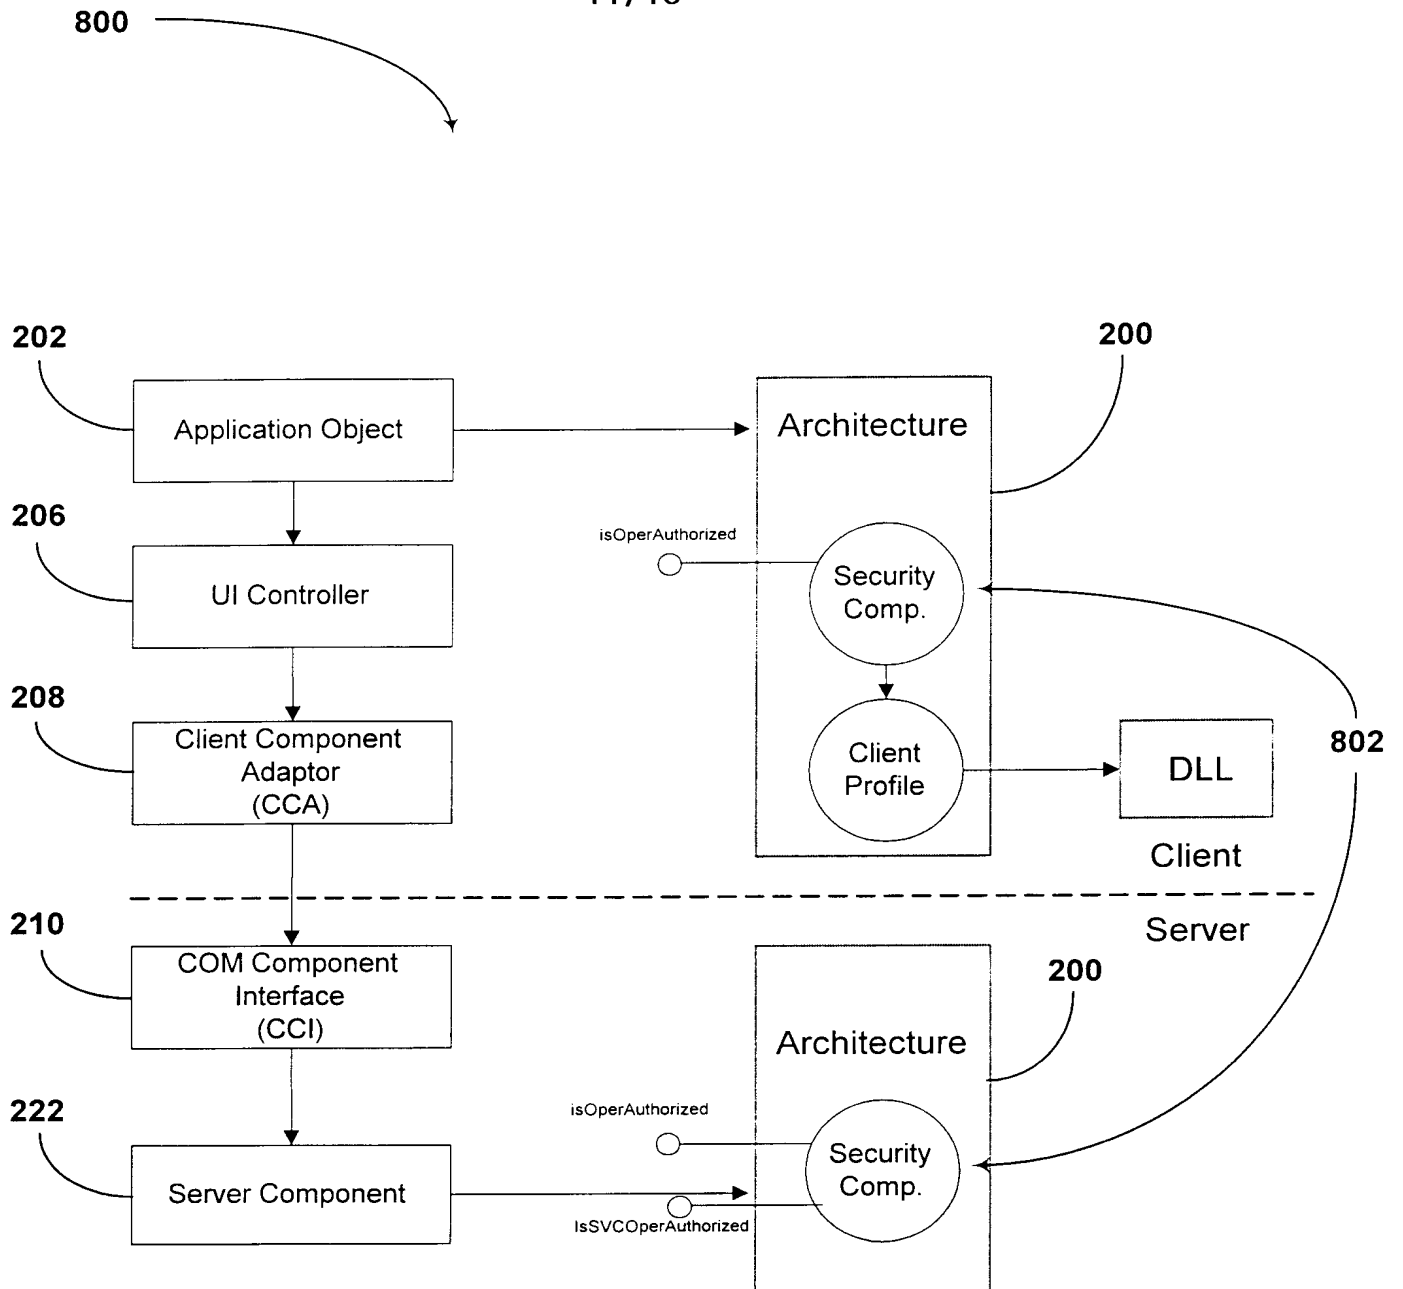 800
202
200
Application Object
Architecture
206
isOperAuthorized
UI Controller
Security
Comp.
208
Client Component
Adaptor
(CCA)
Client
Profile
DLL
802
Client
210
Server
COM Component
Interface
(CCI)
200
Architecture
222
isOperAuthorized
Server Component
Security
Comp.
IsSVCOperAuthorized